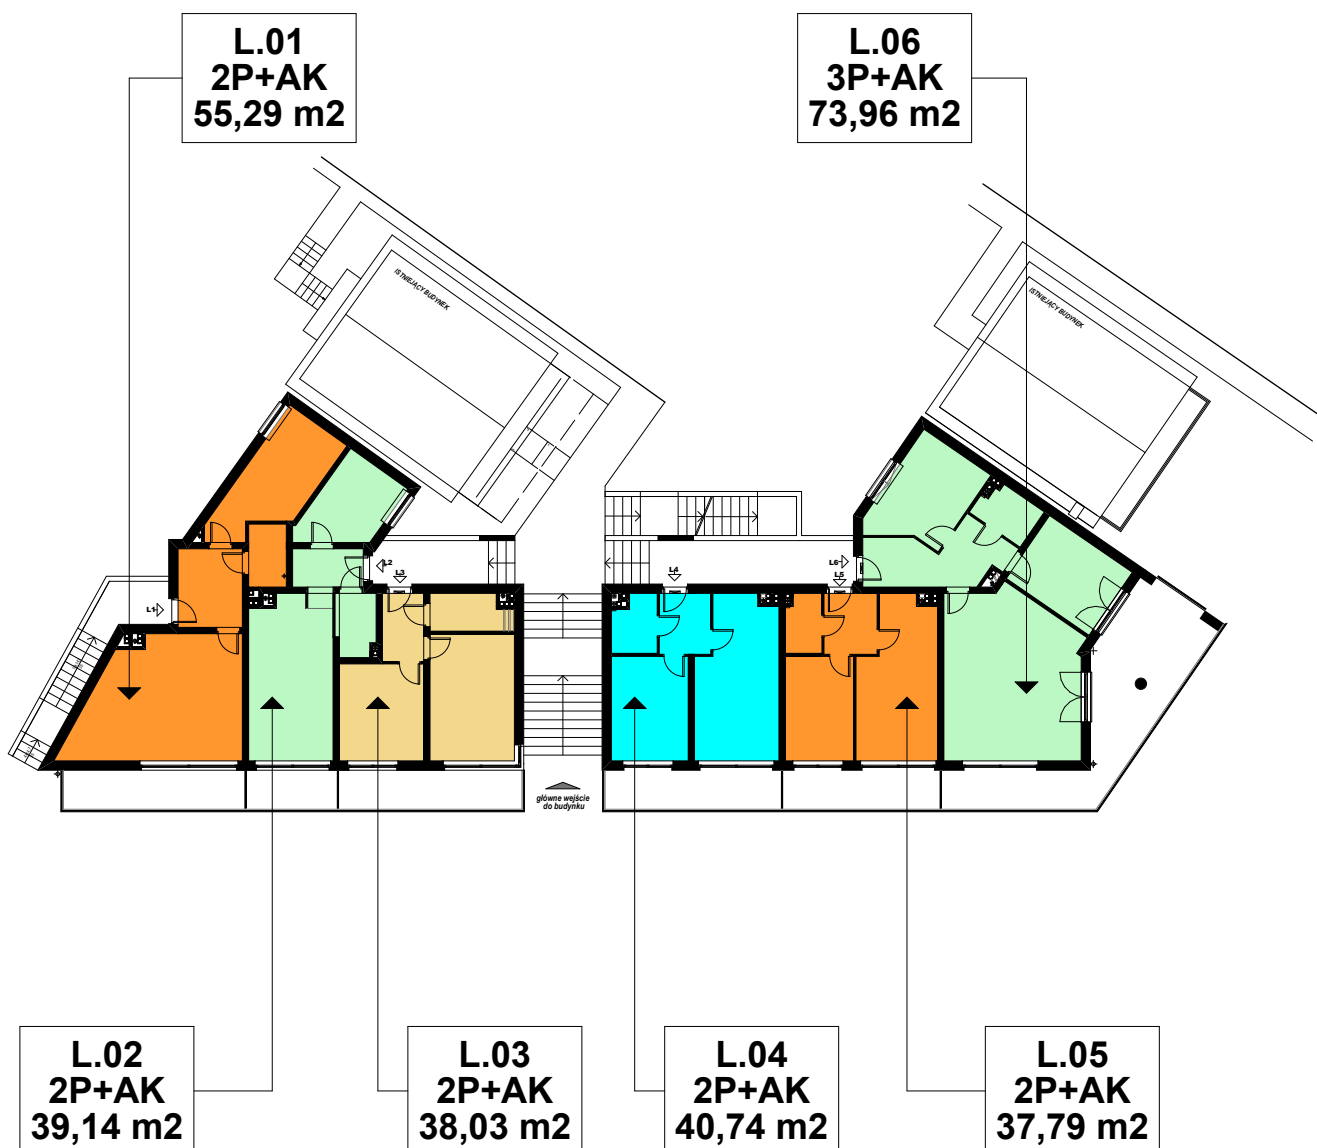 L.01
2P+AK
55,29 m2
L.06
3P+AK
73,96 m2
ISTNIEJĄCY BUDYNEK
ISTNIEJĄCY BUDYNEK
L1
L2
L3
L4
L5
L6
główne wejście
do budynku
L.02
2P+AK
39,14 m2
L.03
2P+AK
38,03 m2
L.04
2P+AK
40,74 m2
L.05
2P+AK
37,79 m2